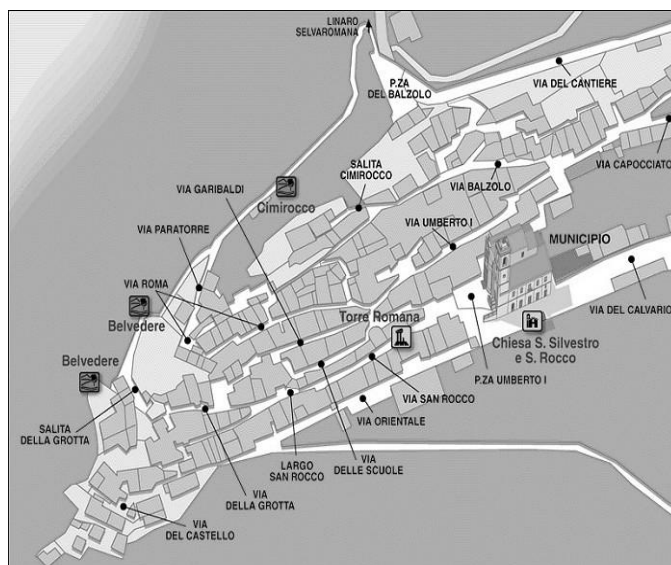 LINARO
SELVAROMANA
P.ZA
DEL BALZOLO
VIA DEL CANTIERE
SALITA
CIMIROCCO
VIA CAPOCCIATO
VIA GARIBALDI
VIA BALZOLO
Cimirocco
VIA UMBERTO I
VIA PARATORRE
MUNICIPIO
VIA ROMA
Torre Romana
VIA DEL CALVARIO
Belvedere
Chiesa S. Silvestro
e S. Rocco
Belvedere
P.ZA UMBERTO I
VIA SAN ROCCO
SALITA
DELLA GROTTA
VIA ORIENTALE
LARGO
SAN ROCCO
VIA
DELLE SCUOLE
VIA
DELLA GROTTA
VIA
DEL CASTELLO